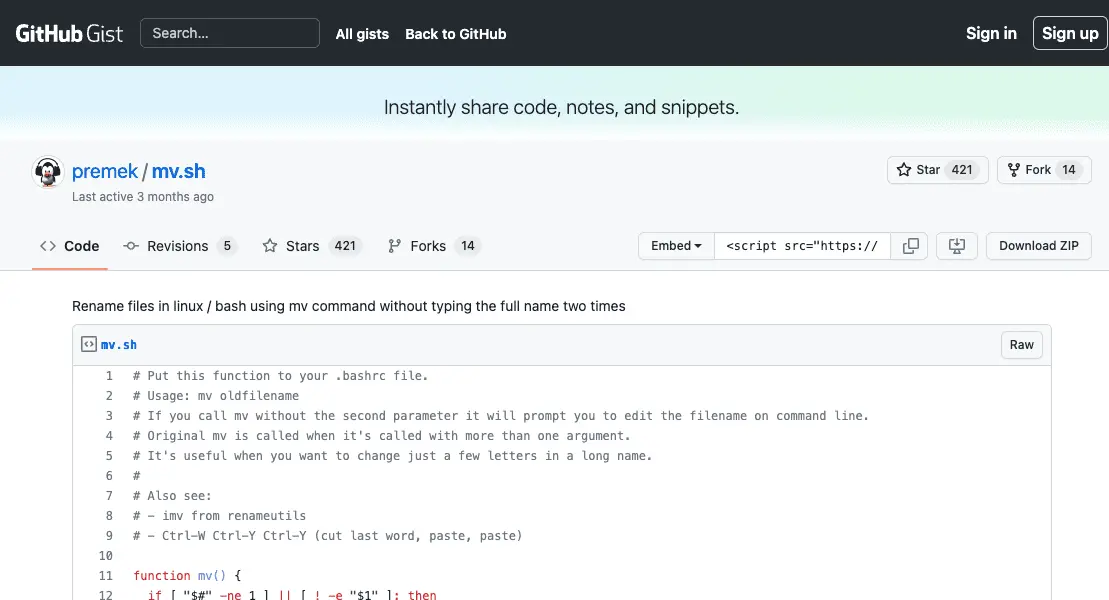 GitHub Gist Search... All gists Back to GitHub Sign in Sign up
Instantly share code, notes, and snippets.
premek / mv.sh Star 421 Fork 14
Last active 3 months ago
Code Revisions 5 Stars 421 Forks 14 Embed <script src="https:// Download ZIP
Rename files in linux / bash using mv command without typing the full name two times
mv.sh Raw
1 # Put this function to your .bashrc file.
2 # Usage: mv oldfilename
3 # If you call mv without the second parameter it will prompt you to edit the filename on command line.
4 # Original mv is called when it's called with more than one argument.
5 # It's useful when you want to change just a few letters in a long name.
6 #
7 # Also see:
8 # - imv from renameutils
9 # - Ctrl-W Ctrl-Y Ctrl-Y (cut last word, paste, paste)
10
11 function mv() {
12 if [ "$#" -ne 1 ] || [ ! -e "$1" ]; then